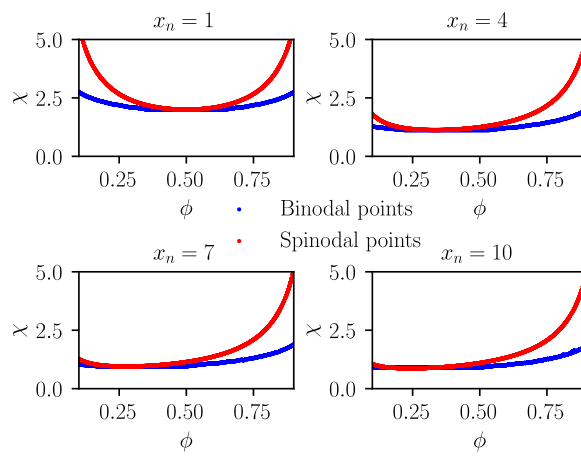 x_n = 1
x_n = 4
5.0
2.5
0.0
χ
0.25
0.50
0.75
ϕ
5.0
2.5
0.0
χ
0.25
0.50
0.75
ϕ
Binodal points
Spinodal points
x_n = 7
x_n = 10
5.0
2.5
0.0
χ
0.25
0.50
0.75
ϕ
5.0
2.5
0.0
χ
0.25
0.50
0.75
ϕ